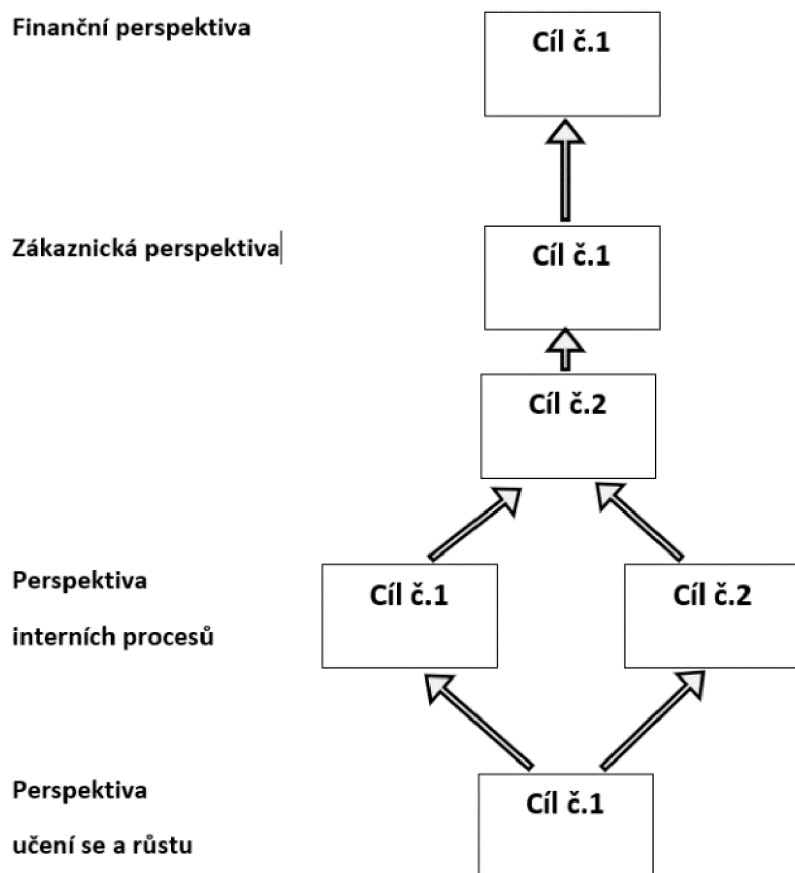 Finanční perspektiva
Cíl č.1
Zákaznická perspektiva
Cíl č.1
Cíl č.2
Perspektiva
interních procesů
Cíl č.1
Cíl č.2
Perspektiva
učení se a růstu
Cíl č.1